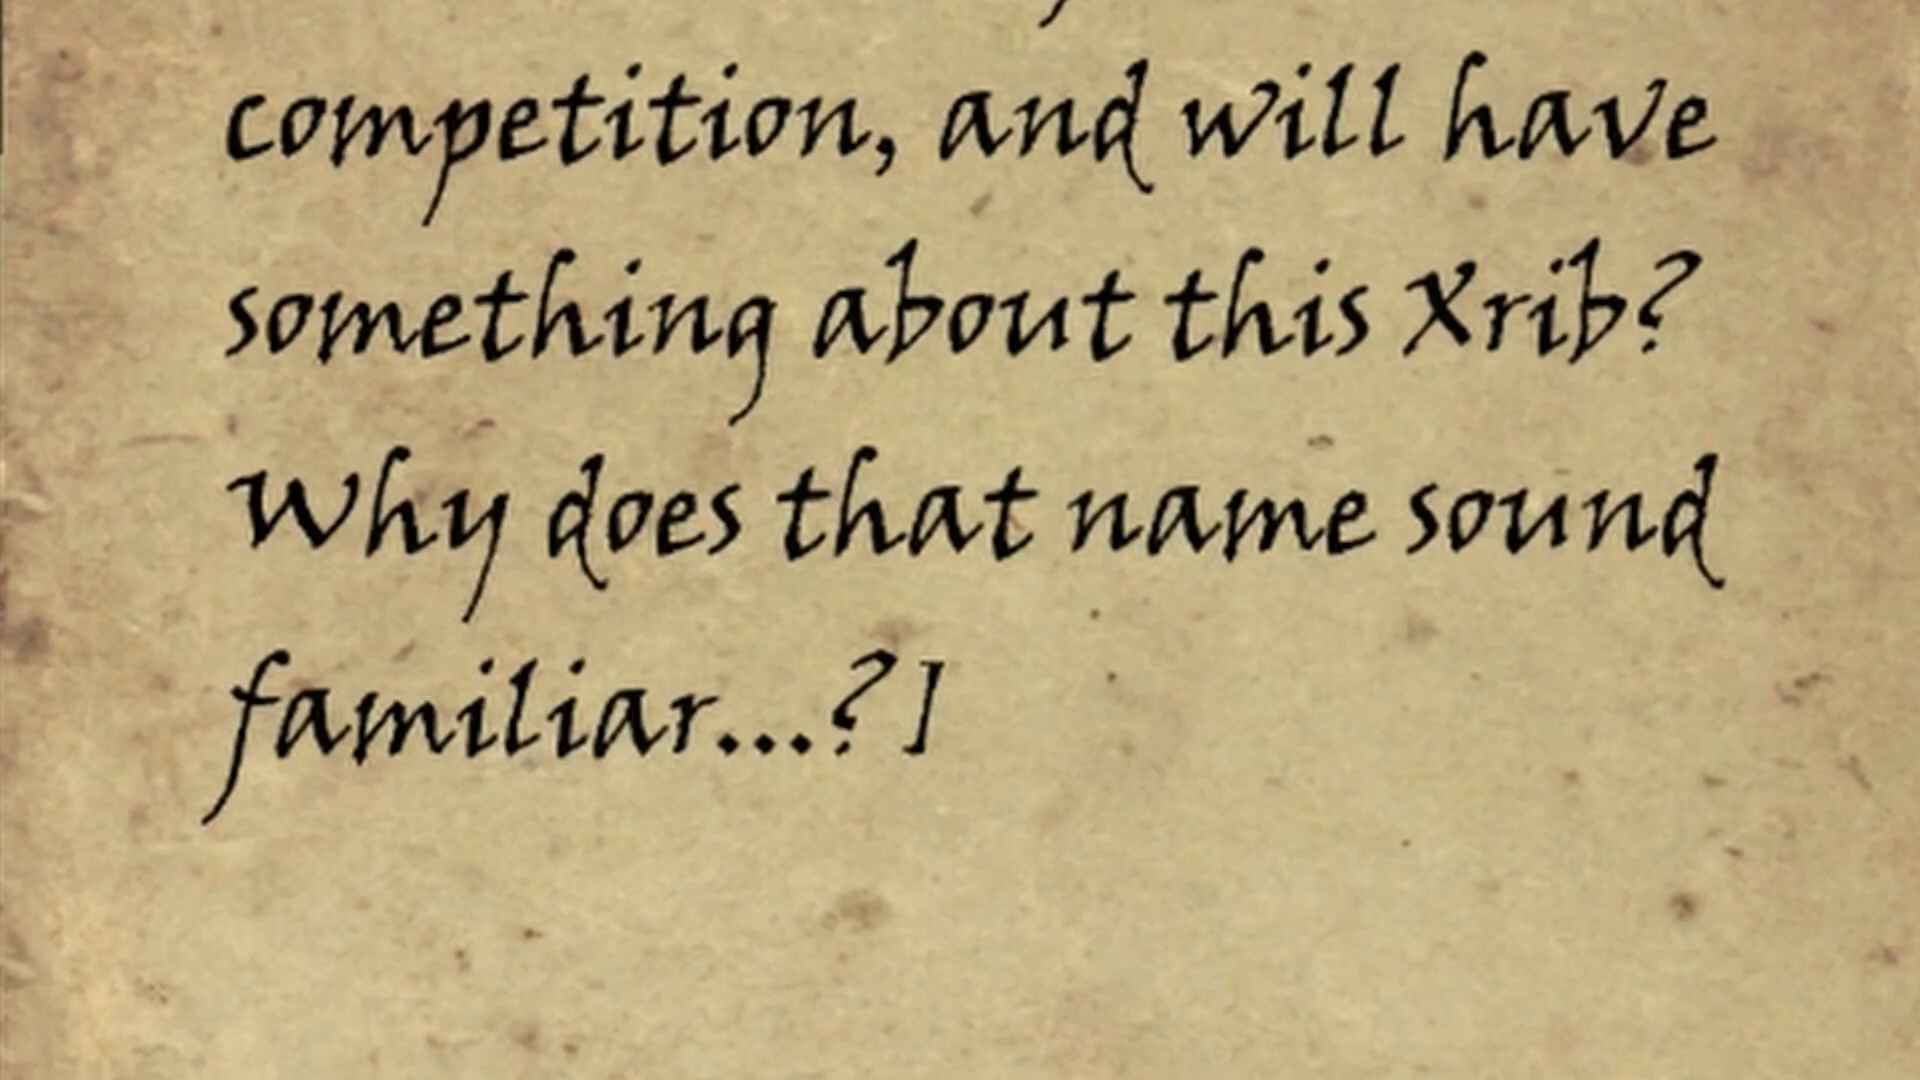 competition, and will have
something about this Xrib?
Why does that name sound
familiar...?]